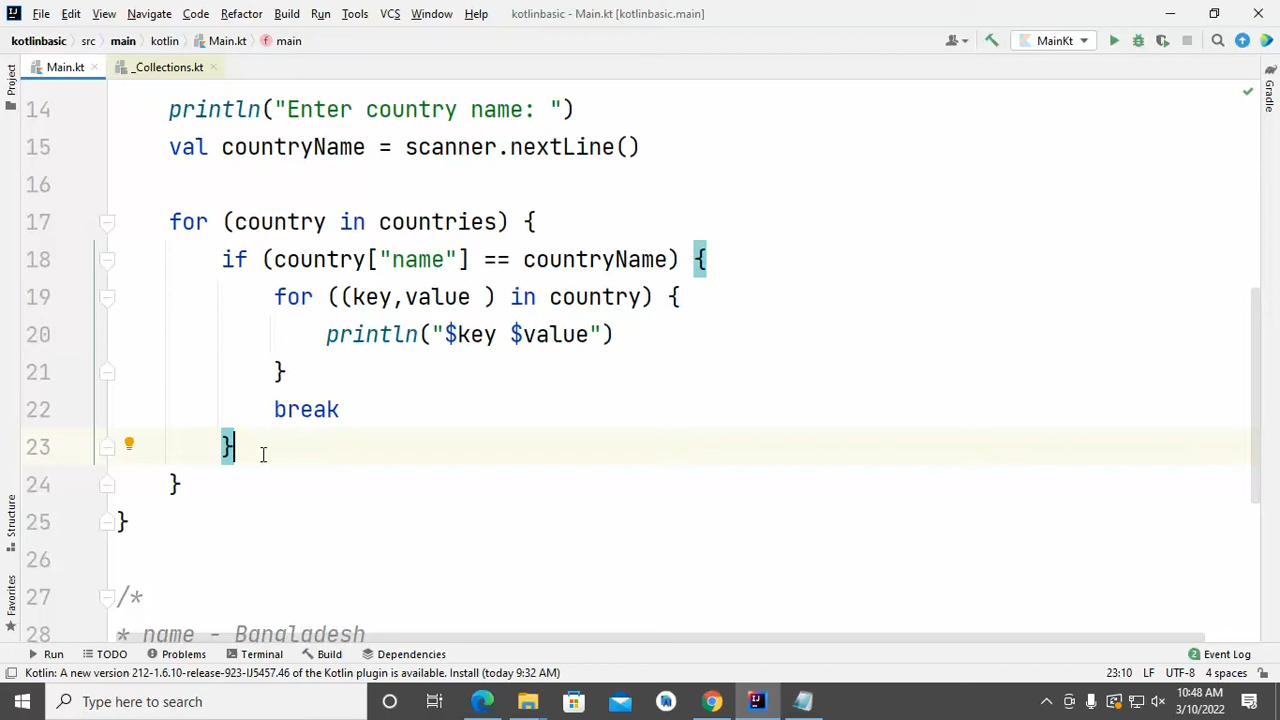 File Edit View Navigate Code Refactor Build Run Tools VCS Window Help kotlinbasic - Main.kt [kotlinbasic.main]
kotlinbasic src main kotlin Main.kt main MainKt
Main.kt _Collections.kt
Project
Gradle
14 println("Enter country name: ")
15 val countryName = scanner.nextLine()
16
17 for (country in countries) {
18 if (country["name"] == countryName) {
19 for ((key,value ) in country) {
20 println("$key $value")
21 }
22 break
23 }
24 }
25 }
26
27 /*
28 * name - Bangladesh
Structure
Favorites
Run TODO Problems Terminal Build Dependencies 2 Event Log
Kotlin: A new version 212-1.6.10-release-923-IJ5457.46 of the Kotlin plugin is available. Install (today 9:32 AM) 23:10 LF UTF-8 4 spaces
Type here to search
10:48 AM
3/10/2022